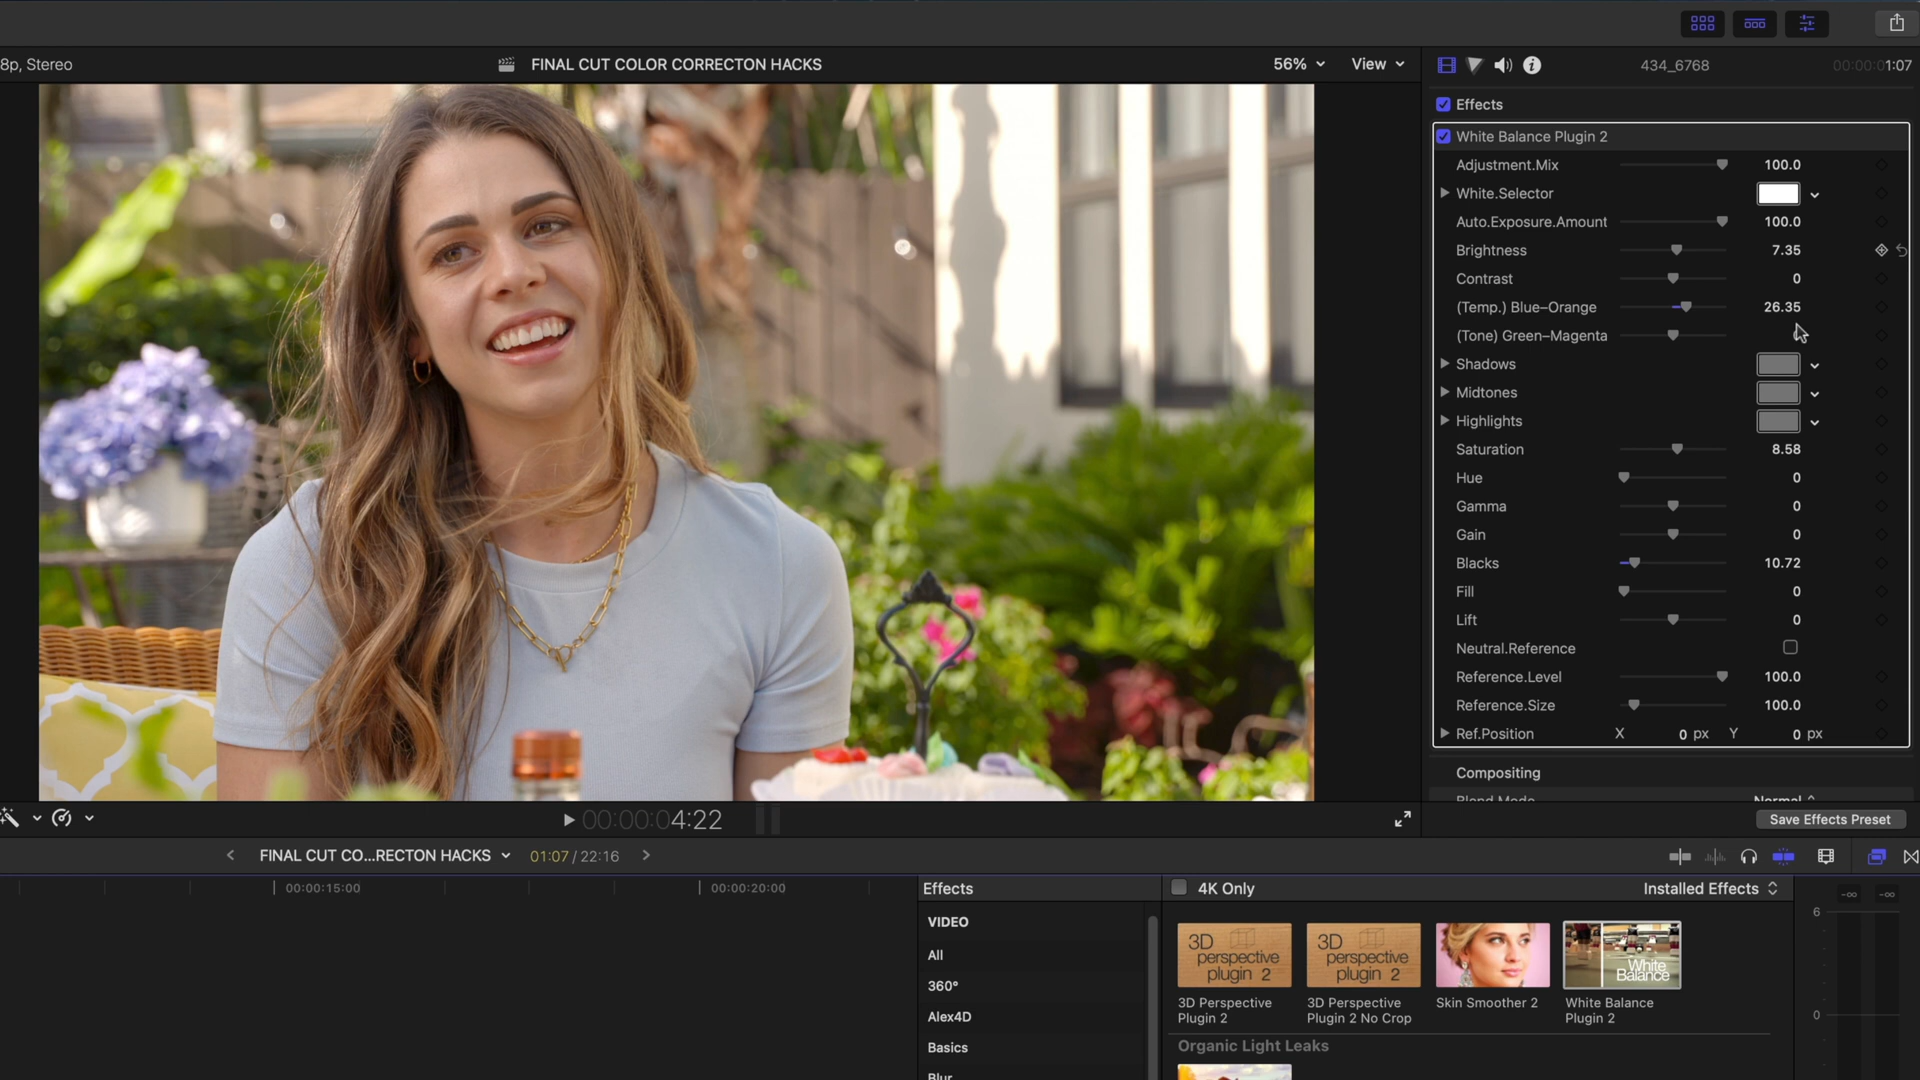 8p, Stereo
FINAL CUT COLOR CORRECTON HACKS
56%
View
434_6768
00:00:01:07
Effects
White Balance Plugin 2
Adjustment.Mix 100.0
White.Selector
Auto.Exposure.Amount 100.0
Brightness 7.35
Contrast 0
(Temp.) Blue–Orange 26.35
(Tone) Green–Magenta
Shadows
Midtones
Highlights
Saturation 8.58
Hue 0
Gamma 0
Gain 0
Blacks 10.72
Fill 0
Lift 0
Neutral.Reference
Reference.Level 100.0
Reference.Size 100.0
Ref.Position X 0 px Y 0 px
Compositing
Blend Mode Normal
Save Effects Preset
00:00:04:22
FINAL CUT CO...RECTON HACKS
01:07 / 22:16
00:00:15:00
00:00:20:00
Effects
4K Only
Installed Effects
VIDEO
All
360°
Alex4D
Basics
Blur
3D
perspective
plugin 2
3D
perspective
plugin 2
White
Balance
3D Perspective
Plugin 2
3D Perspective
Plugin 2 No Crop
Skin Smoother 2
White Balance
Plugin 2
Organic Light Leaks
-∞ -∞
6
0